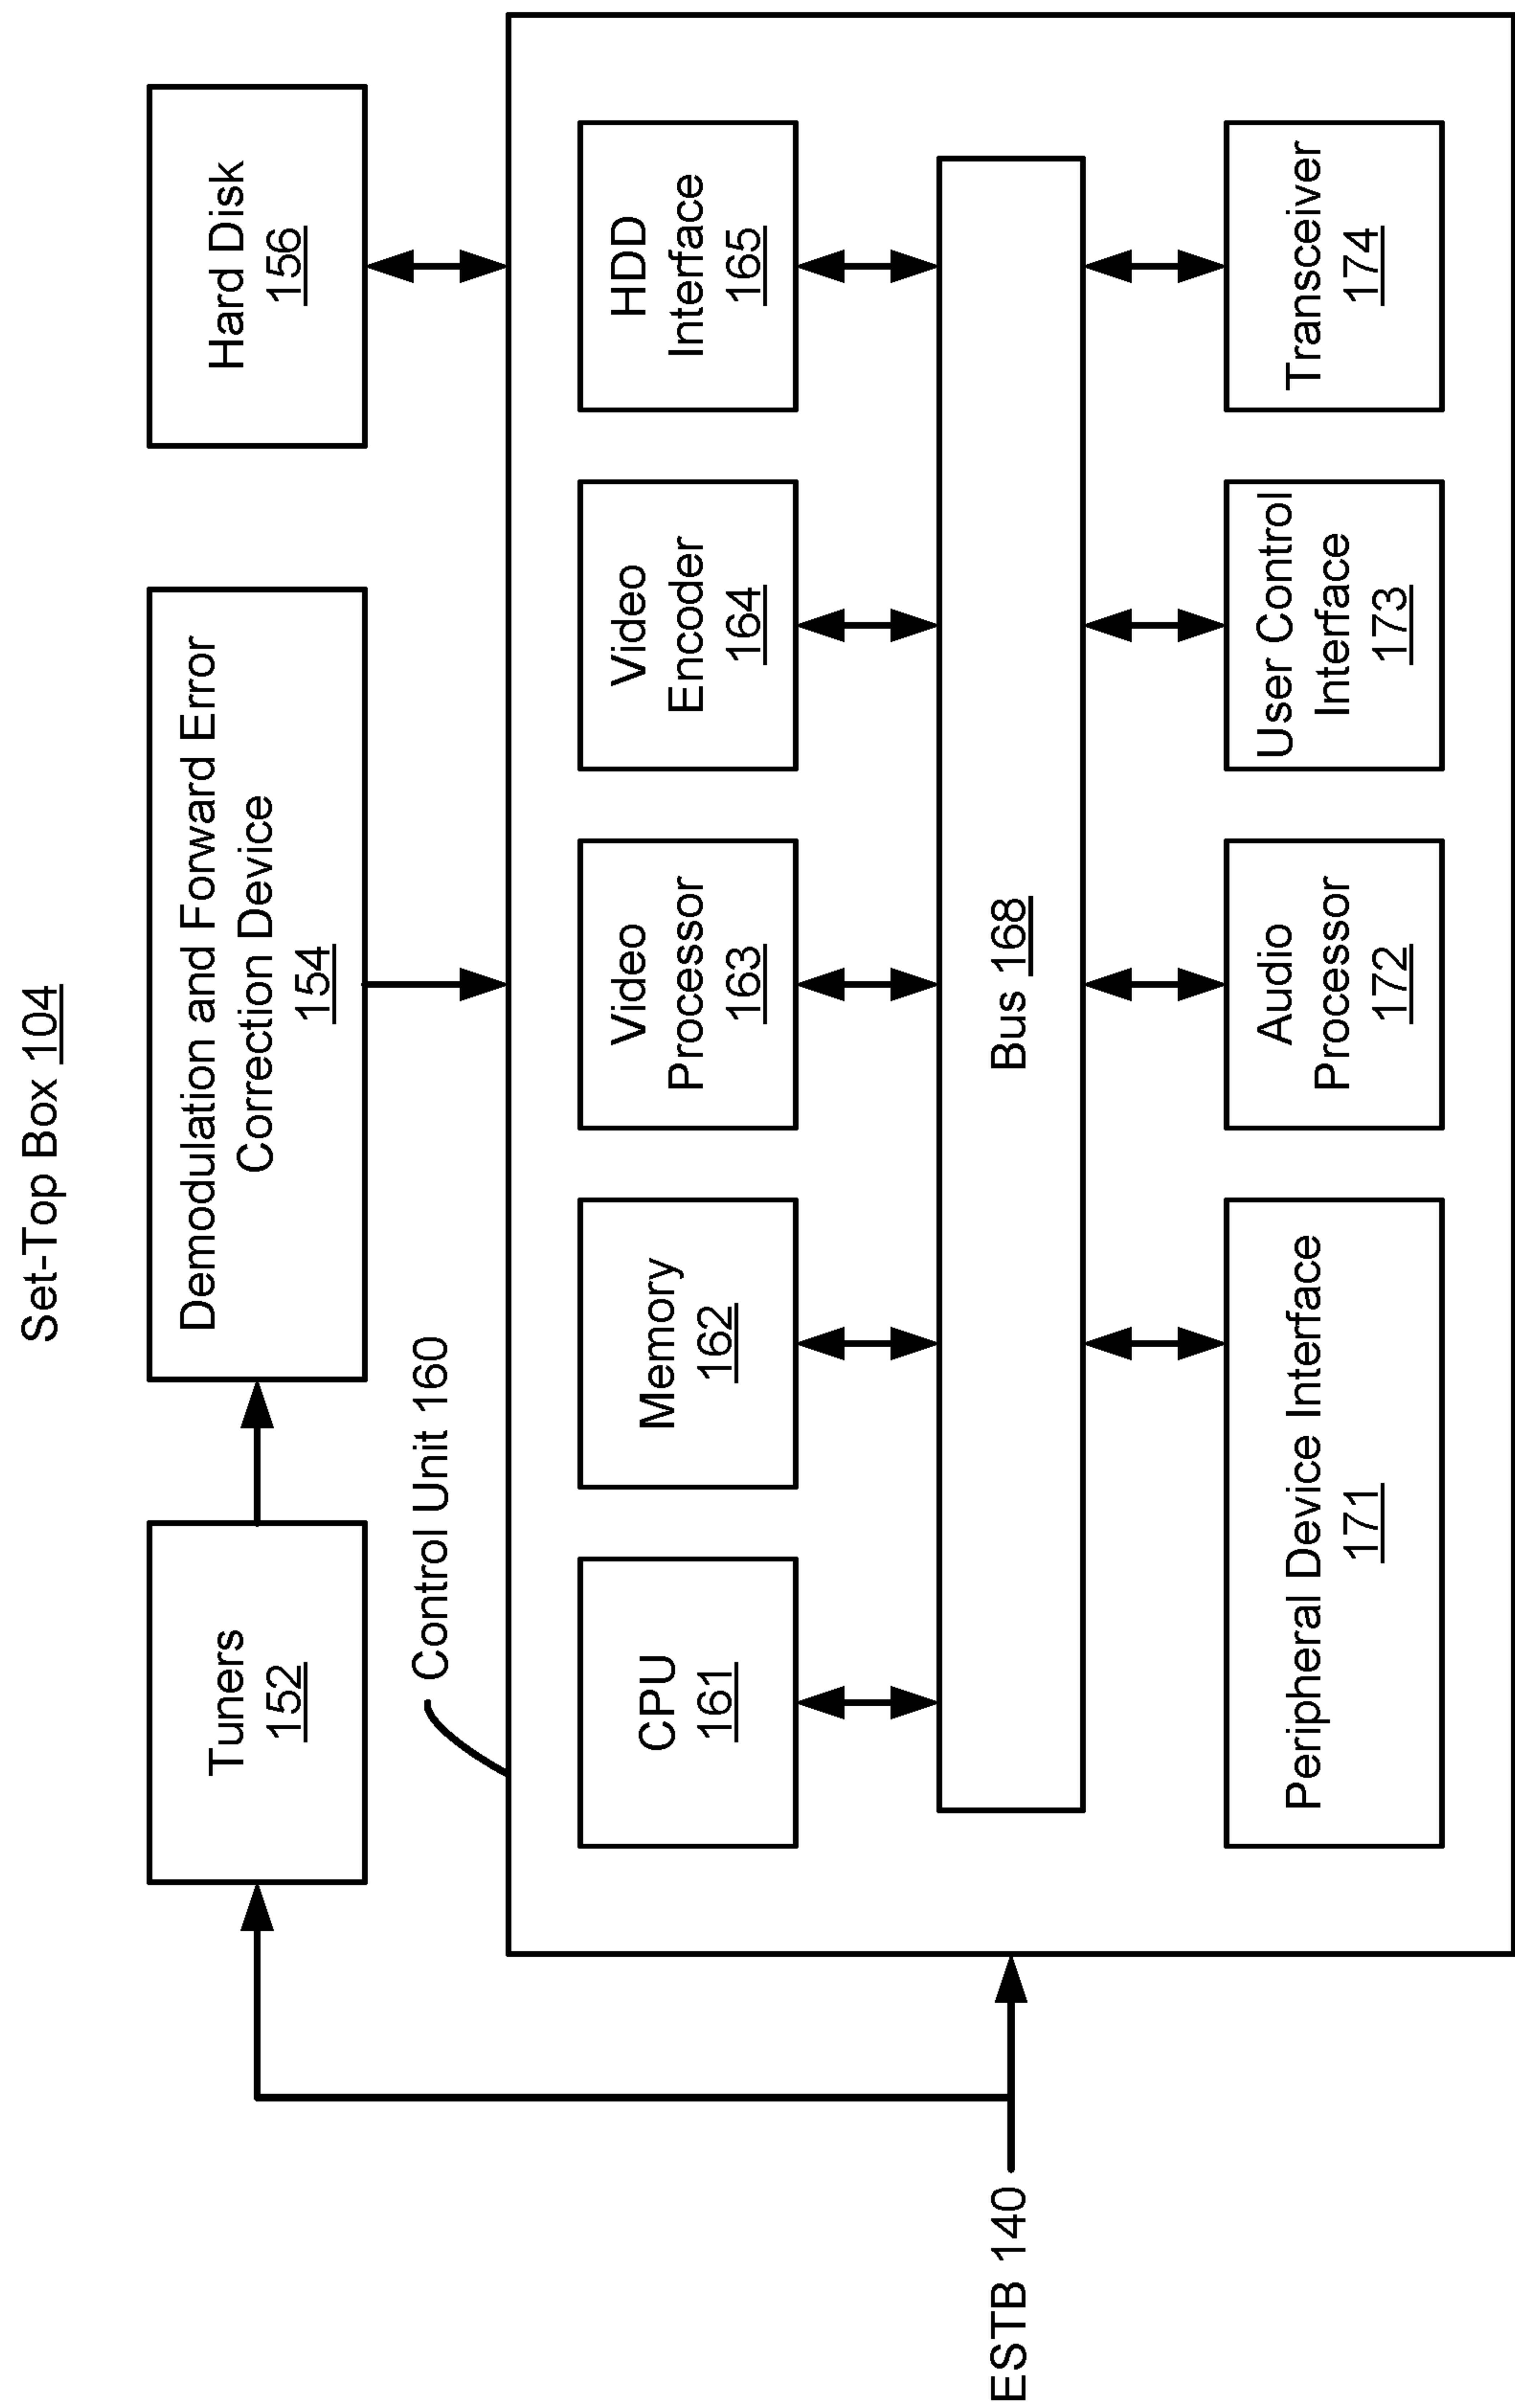 Set-Top Box 104
Tuners
152
Demodulation and Forward Error
Correction Device
154
Hard Disk
156
Control Unit 160
CPU
161
Memory
162
Video
Processor
163
Video
Encoder
164
HDD
Interface
165
Bus 168
ESTB 140
Peripheral Device Interface
171
Audio
Processor
172
User Control
Interface
173
Transceiver
174